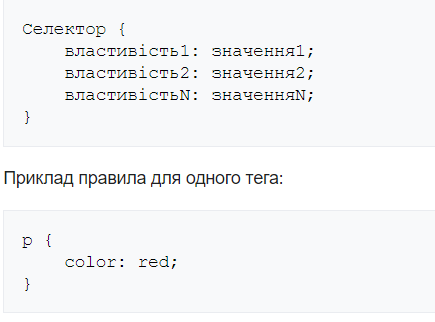 Селектор {
    властивість1: значення1;
    властивість2: значення2;
    властивістьN: значенняN;
}
Приклад правила для одного тега:
p {
    color: red;
}